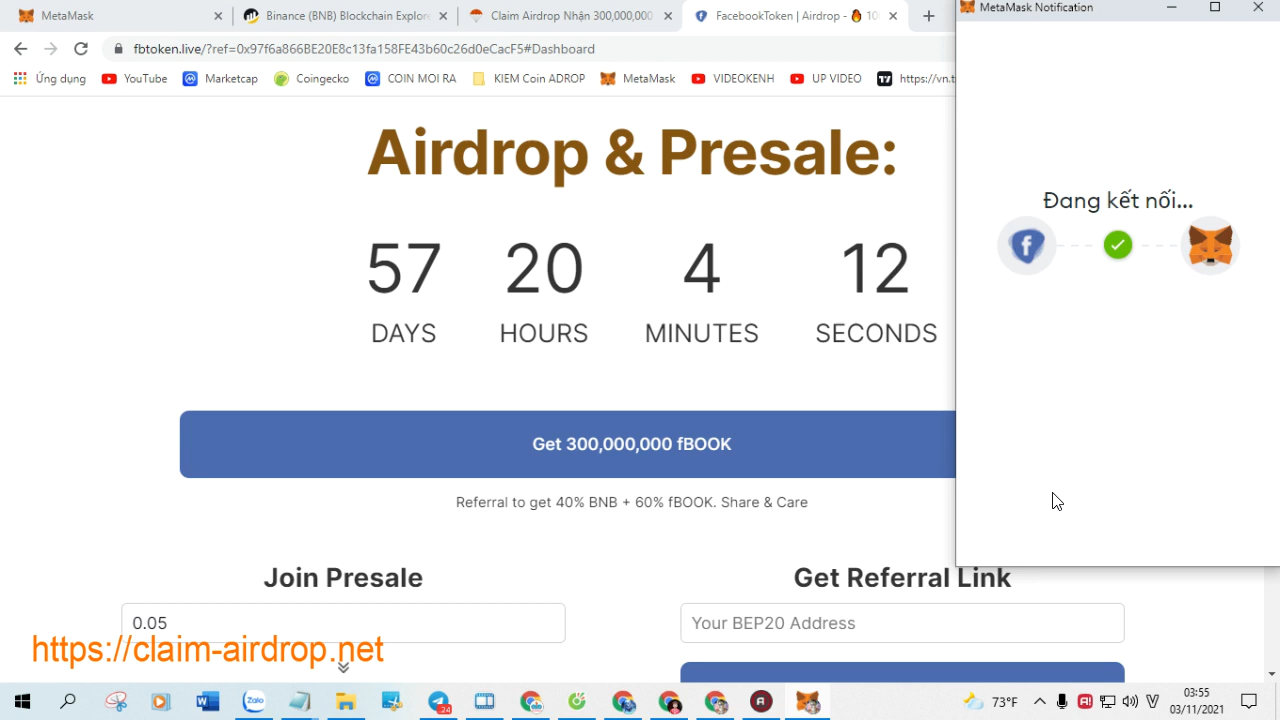 MetaMask
Binance (BNB) Blockchain Explore
Claim Airdrop Nhận 300,000,000
FacebookToken | Airdrop - 🔥 10
MetaMask Notification
fbtoken.live/?ref=0x97f6a866BE20E8c13fa158FE43b60c26d0eCacF5#Dashboard
Ứng dụng
YouTube
Marketcap
Coingecko
COIN MOI RA
KIEM Coin ADROP
MetaMask
VIDEOKENH
UP VIDEO
https://vn.t
Airdrop & Presale:
Đang kết nối...
57 20 4 12
DAYS HOURS MINUTES SECONDS
Get 300,000,000 fBOOK
Referral to get 40% BNB + 60% fBOOK. Share & Care
Join Presale
Get Referral Link
0.05
Your BEP20 Address
https://claim-airdrop.net
Zalo
24
73°F
03:55
03/11/2021